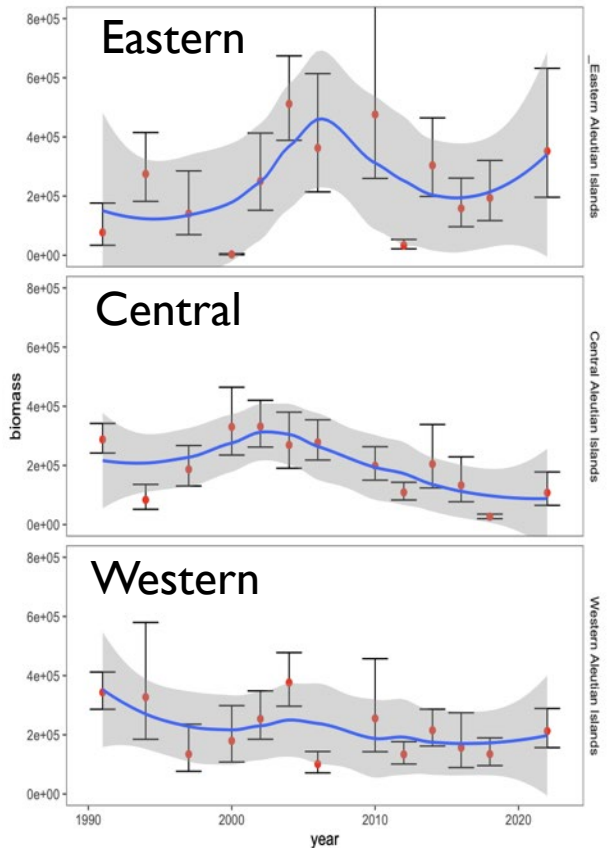 Eastern
8e+05
6e+05
4e+05
2e+05
0e+00
_Eastern Aleutian Islands
Central
8e+05
6e+05
4e+05
2e+05
0e+00
Central Aleutian Islands
biomass
Western
8e+05
6e+05
4e+05
2e+05
0e+00
Western Aleutian Islands
1990
2000
2010
2020
year